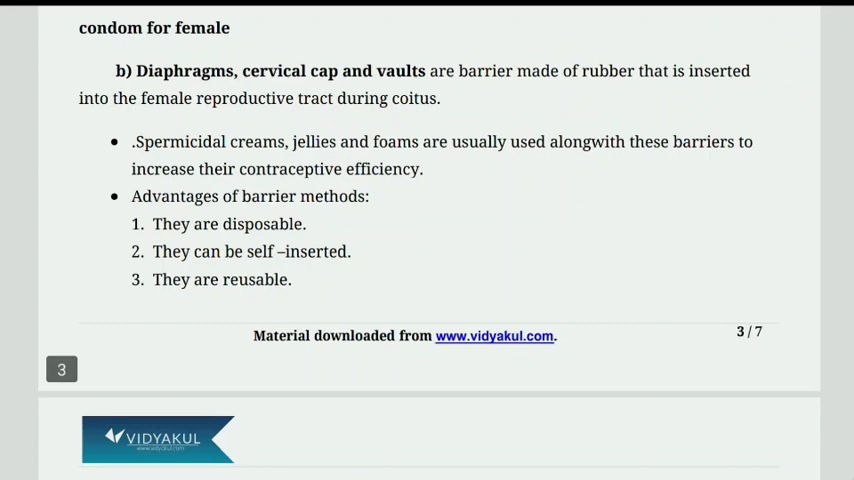 condom for female
b) Diaphragms, cervical cap and vaults are barrier made of rubber that is inserted
into the female reproductive tract during coitus.
• .Spermicidal creams, jellies and foams are usually used alongwith these barriers to
increase their contraceptive efficiency.
• Advantages of barrier methods:
1. They are disposable.
2. They can be self –inserted.
3. They are reusable.
Material downloaded from www.vidyakul.com.
3 / 7
3
VIDYAKUL
www.vidyakul.com